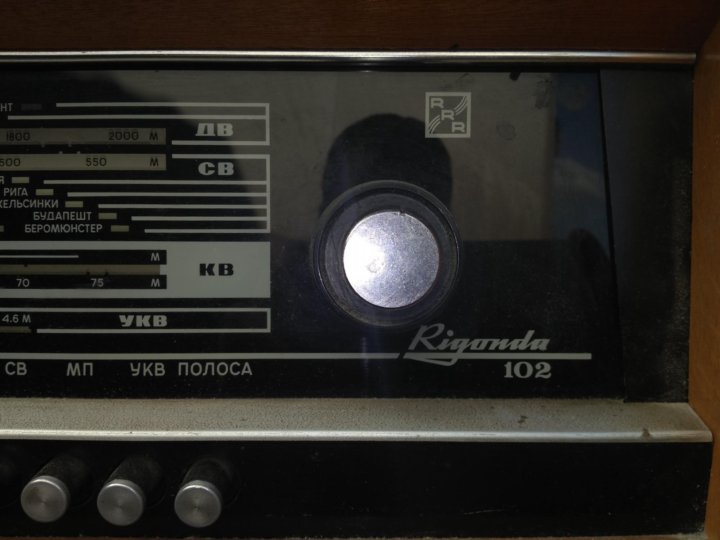 НТ
1800 2000 М
ДВ
500 550 М
СВ
РИГА
ХЕЛЬСИНКИ
БУДАПЕШТ
БЕРОМЮНСТЕР
М
КВ
70 75
4.6 М УКВ
RRR
Rigonda
102
СВ МП УКВ ПОЛОСА